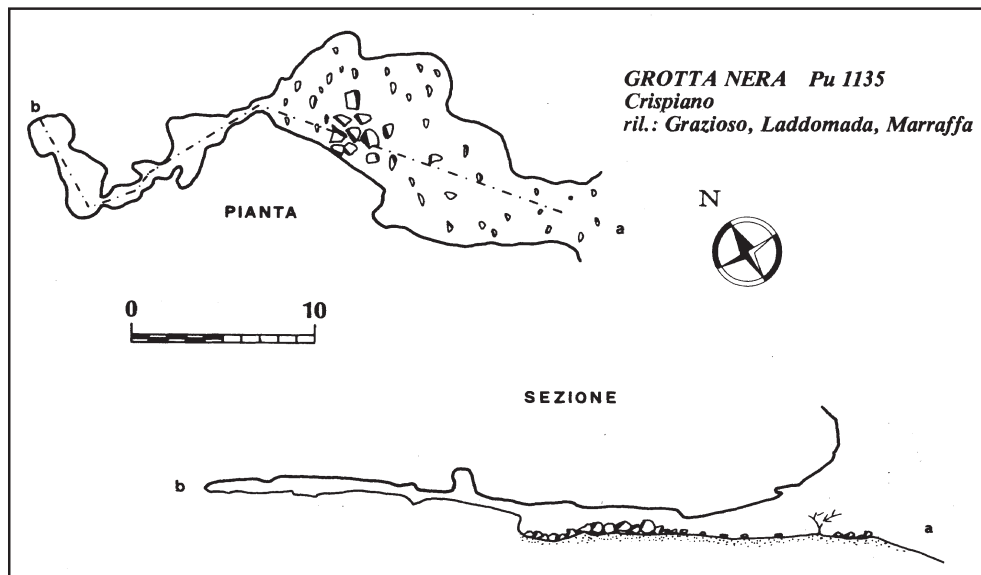 GROTTA NERA Pu 1135
Crispiano
ril.: Grazioso, Laddomada, Marraffa
b
PIANTA
a
N
0 10
SEZIONE
b
a